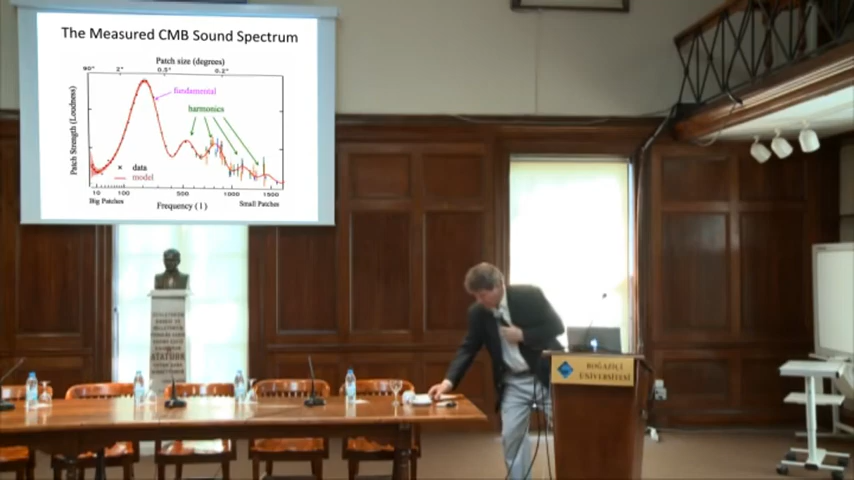 The Measured CMB Sound Spectrum
Patch size (degrees)
90° 2° 0.5° 0.2°
fundamental
harmonics
Patch Strength (Loudness)
data
model
10 100 500 1000 1500
Big Patches Frequency ( l ) Small Patches
ATATÜRK
BOĞAZİÇİ
ÜNİVERSİTESİ